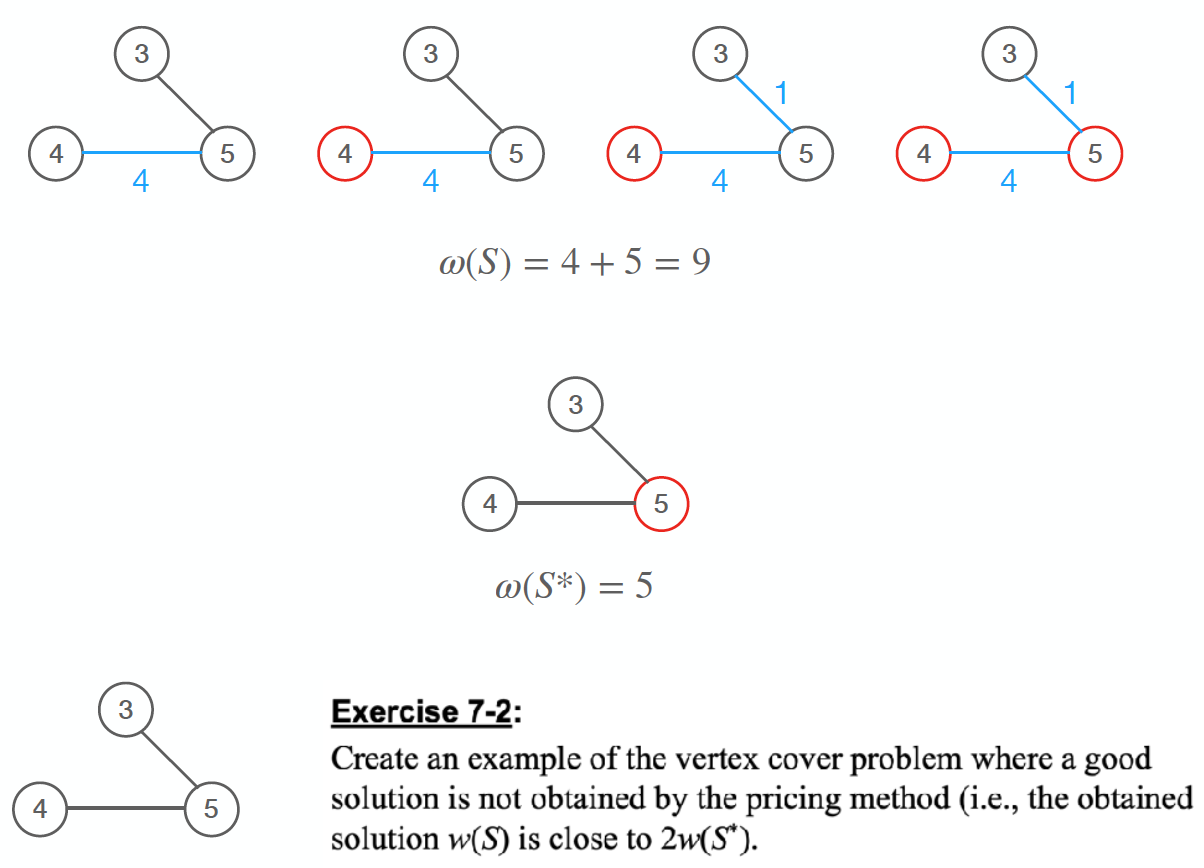 3 3 3 3
1 1
4 5 4 5 4 5 4 5
4 4 4 4
ω(S) = 4 + 5 = 9
3
4 5
ω(S*) = 5
3
4 5
Exercise 7-2:
Create an example of the vertex cover problem where a good
solution is not obtained by the pricing method (i.e., the obtained
solution w(S) is close to 2w(S*).